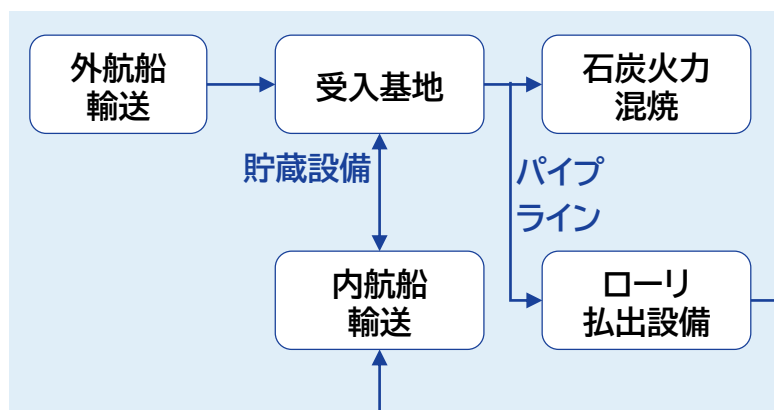 外航船
輸送
受入基地
石炭火力
混焼
貯蔵設備
パイプ
ライン
内航船
輸送
ローリ
払出設備